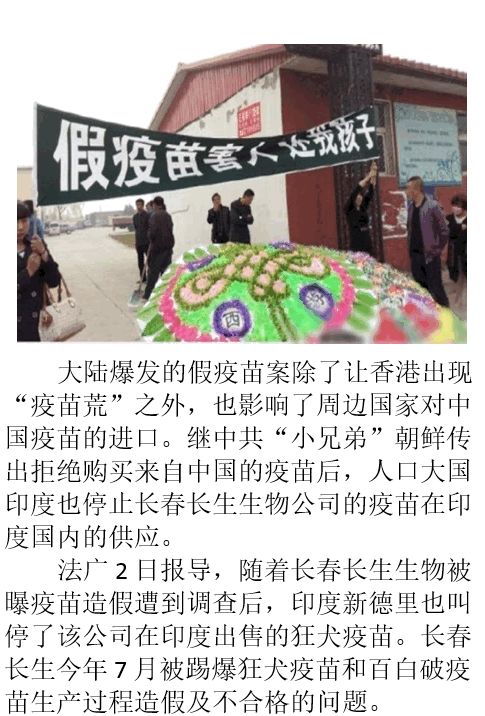 假疫苗害人 还我孩子
西
大陆爆发的假疫苗案除了让香港出现
“疫苗荒”之外，也影响了周边国家对中
国疫苗的进口。继中共“小兄弟”朝鲜传
出拒绝购买来自中国的疫苗后，人口大国
印度也停止长春长生生物公司的疫苗在印
度国内的供应。
法广 2 日报导，随着长春长生生物被
曝疫苗造假遭到调查后，印度新德里也叫
停了该公司在印度出售的狂犬疫苗。长春
长生今年 7 月被踢爆狂犬疫苗和百白破疫
苗生产过程造假及不合格的问题。